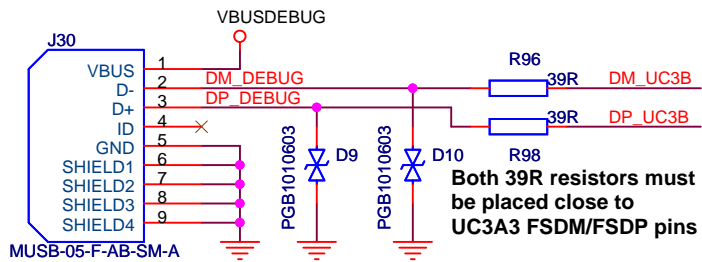 VBUSDEBUG
J30
R96
VBUS 1
D- 2 DM_DEBUG 39R DM_UC3B
D+ 3 DP_DEBUG 39R DP_UC3B
ID 4
GND 5
SHIELD1 6
SHIELD2 7
SHIELD3 8
SHIELD4 9
MUSB-05-F-AB-SM-A
PGB1010603
D9
PGB1010603
D10
R98
Both 39R resistors must
be placed close to
UC3A3 FSDM/FSDP pins